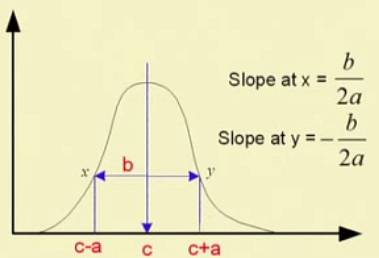 Slope at x = b/2a
Slope at y = -b/2a
x b y
c-a c c+a